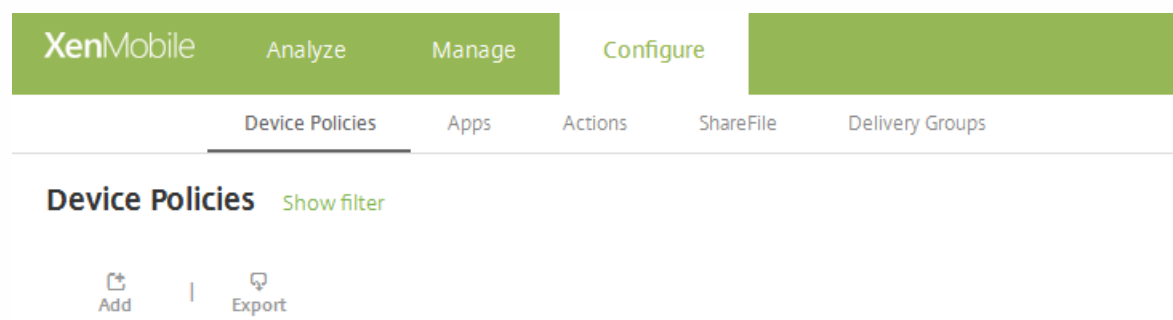 XenMobile Analyze Manage Configure
Device Policies Apps Actions ShareFile Delivery Groups
Device Policies Show filter
Add | Export